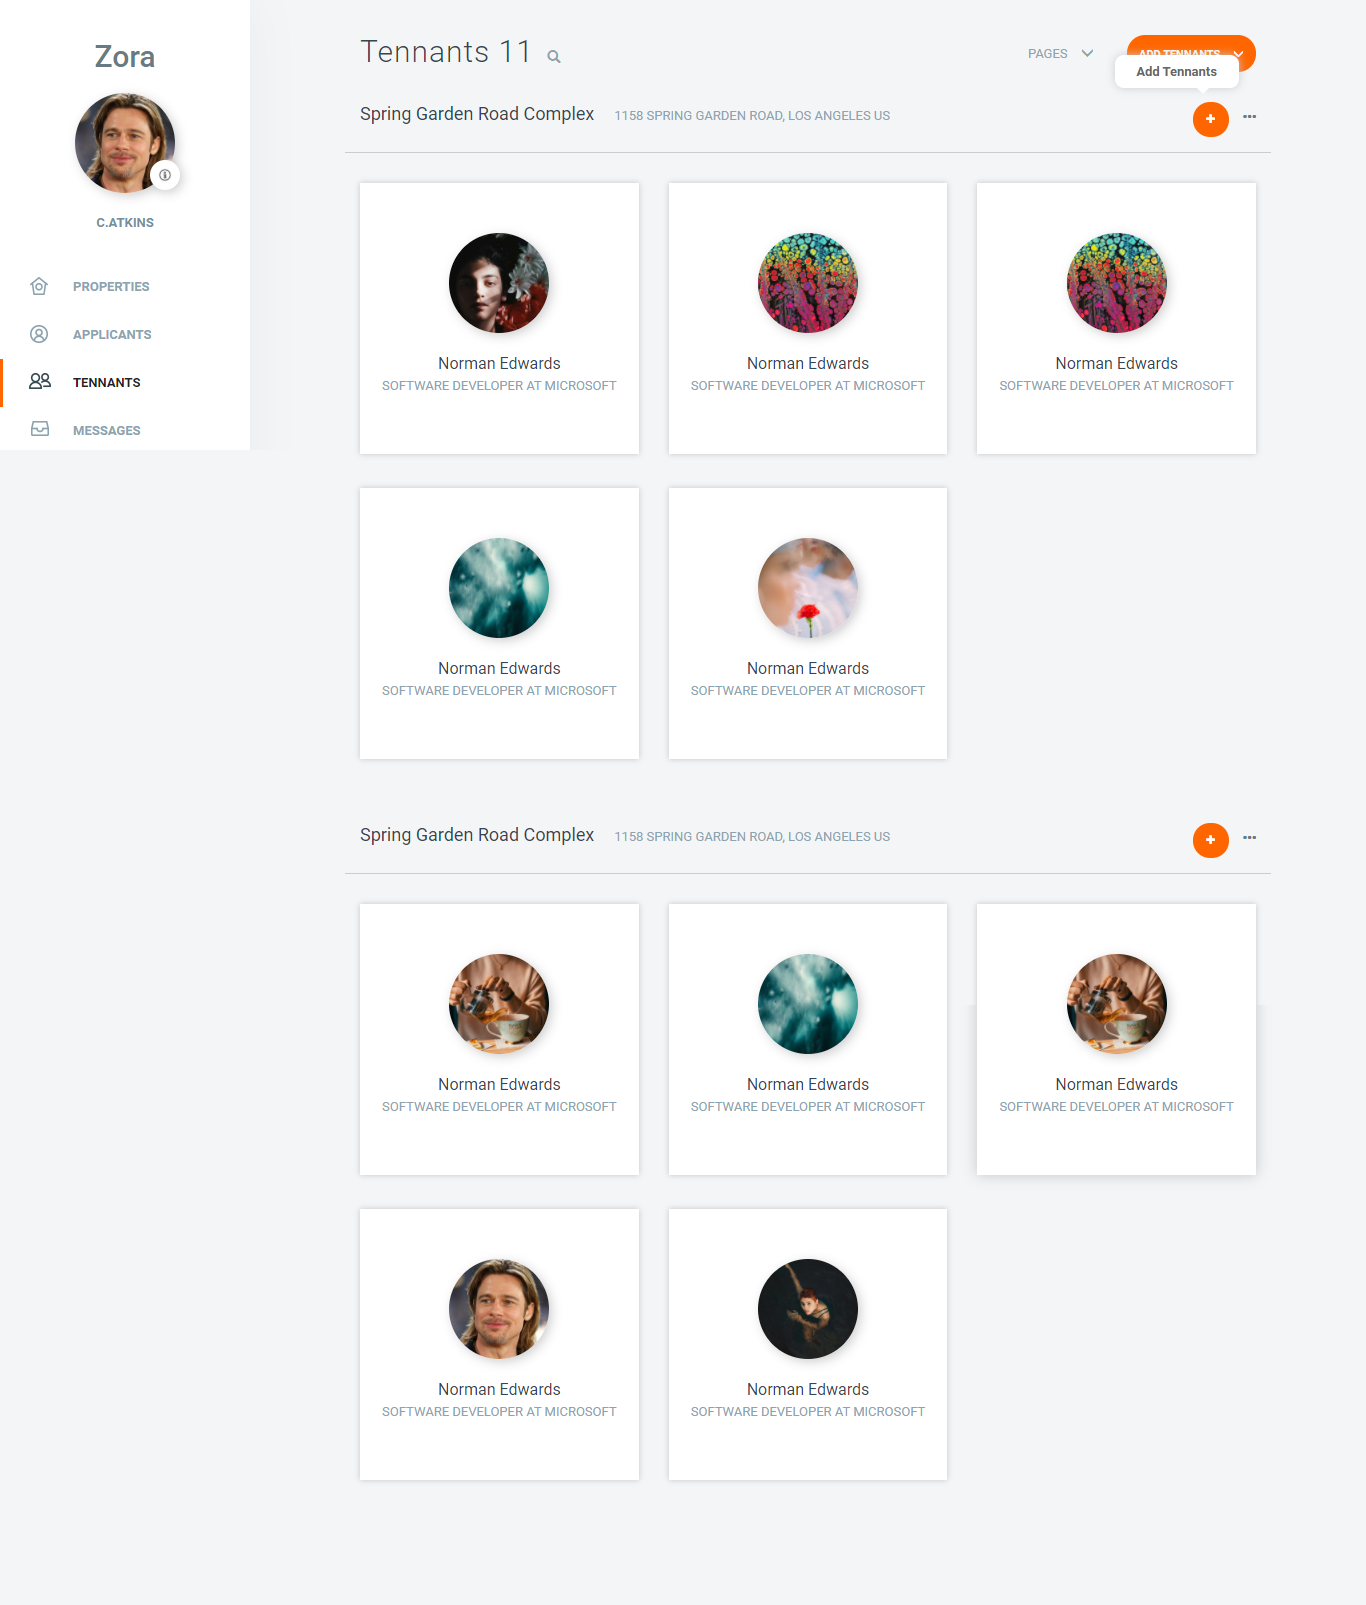 Zora
C.ATKINS
PROPERTIES
APPLICANTS
TENNANTS
MESSAGES
Tennants 11
PAGES
ADD TENNANTS
Add Tennants
Spring Garden Road Complex 1158 SPRING GARDEN ROAD, LOS ANGELES US
Norman Edwards
SOFTWARE DEVELOPER AT MICROSOFT
Norman Edwards
SOFTWARE DEVELOPER AT MICROSOFT
Norman Edwards
SOFTWARE DEVELOPER AT MICROSOFT
Norman Edwards
SOFTWARE DEVELOPER AT MICROSOFT
Norman Edwards
SOFTWARE DEVELOPER AT MICROSOFT
Spring Garden Road Complex 1158 SPRING GARDEN ROAD, LOS ANGELES US
Norman Edwards
SOFTWARE DEVELOPER AT MICROSOFT
Norman Edwards
SOFTWARE DEVELOPER AT MICROSOFT
Norman Edwards
SOFTWARE DEVELOPER AT MICROSOFT
Norman Edwards
SOFTWARE DEVELOPER AT MICROSOFT
Norman Edwards
SOFTWARE DEVELOPER AT MICROSOFT